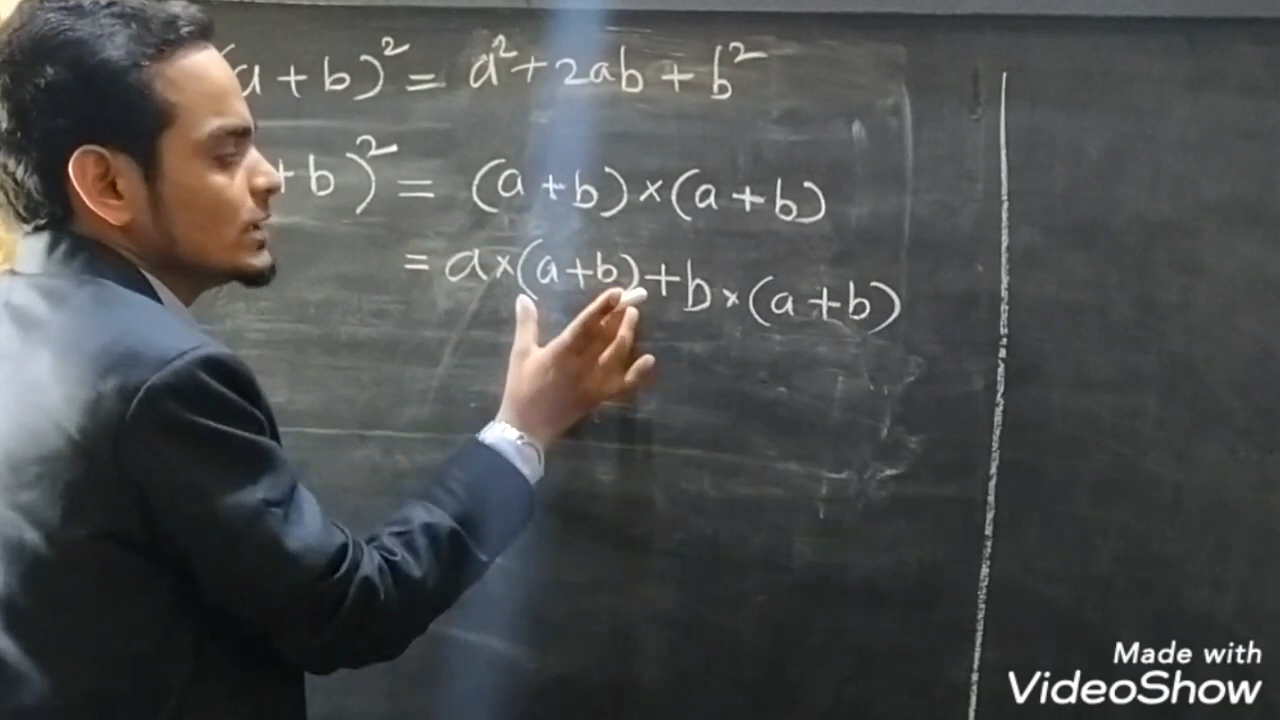 (a + b)² = a² + 2ab + b²
+ b)² = (a + b) × (a + b)
= a × (a + b) + b × (a + b)
Made with
VideoShow